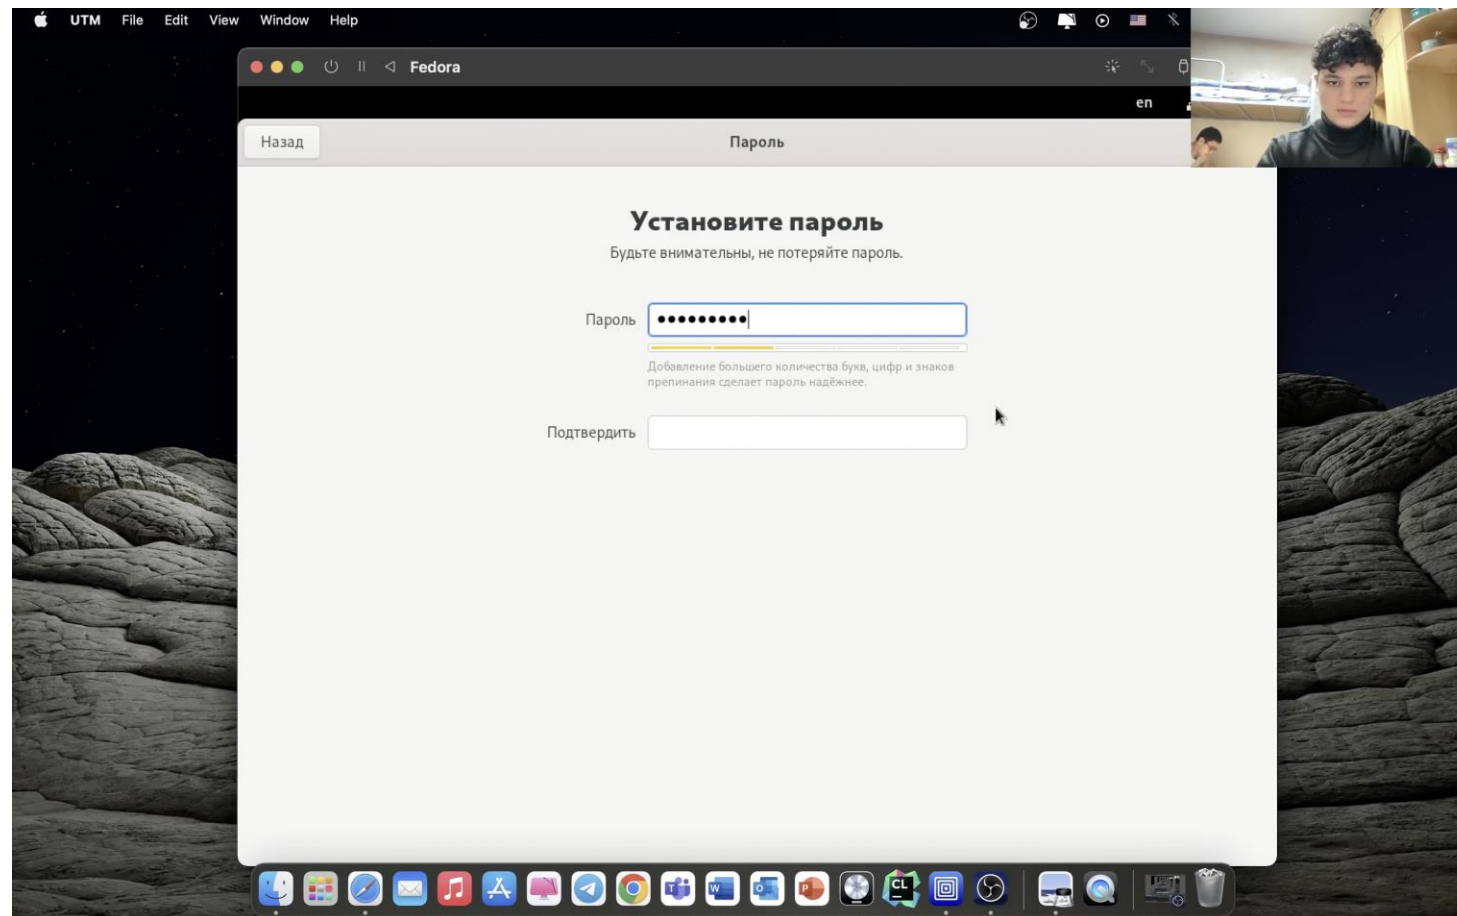 UTM File Edit View Window Help
Fedora
en
Назад
Пароль
Установите пароль
Будьте внимательны, не потеряйте пароль.
Пароль
Добавление большего количества букв, цифр и знаков
препинания сделает пароль надёжнее.
Подтвердить
CL